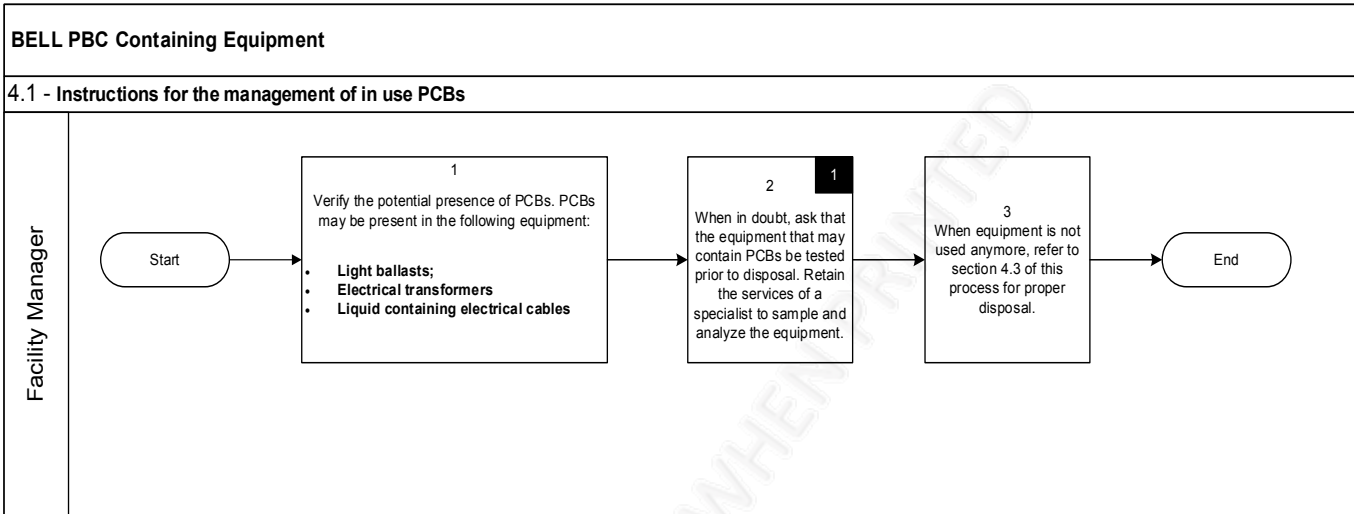 BELL PBC Containing Equipment
4.1 - Instructions for the management of in use PCBs
Facility Manager
Start
1
Verify the potential presence of PCBs. PCBs
may be present in the following equipment:
• Light ballasts;
• Electrical transformers
• Liquid containing electrical cables
1
2
When in doubt, ask that
the equipment that may
contain PCBs be tested
prior to disposal. Retain
the services of a
specialist to sample and
analyze the equipment.
3
When equipment is not
used anymore, refer to
section 4.3 of this
process for proper
disposal.
End
WHEN PRINTED